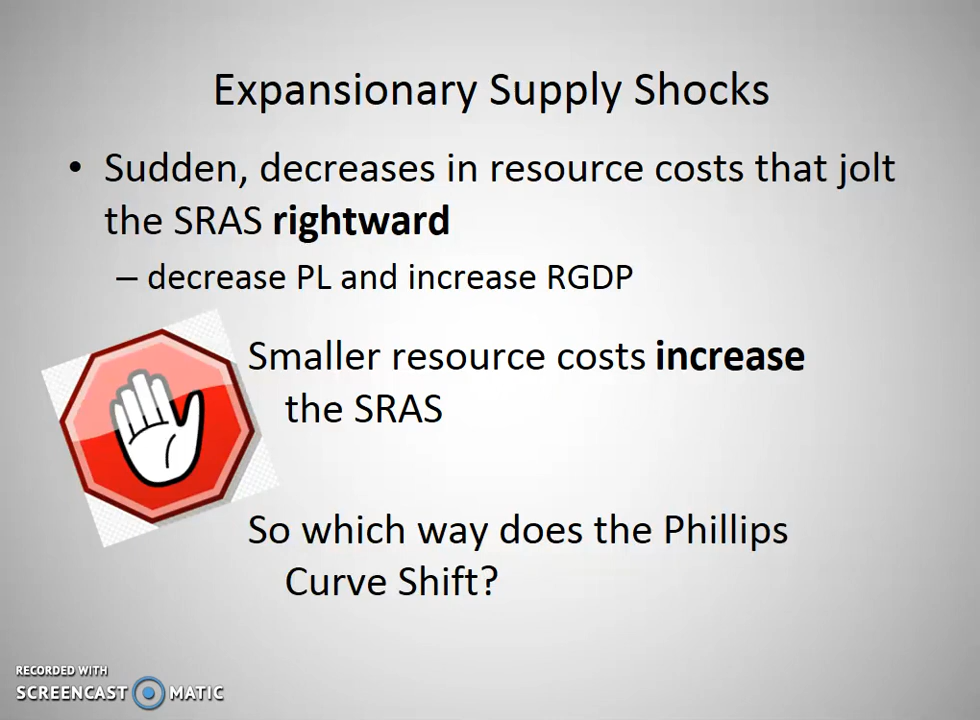 Expansionary Supply Shocks
• Sudden, decreases in resource costs that jolt
the SRAS rightward
– decrease PL and increase RGDP
Smaller resource costs increase
the SRAS
So which way does the Phillips
Curve Shift?
RECORDED WITH
SCREENCAST MATIC